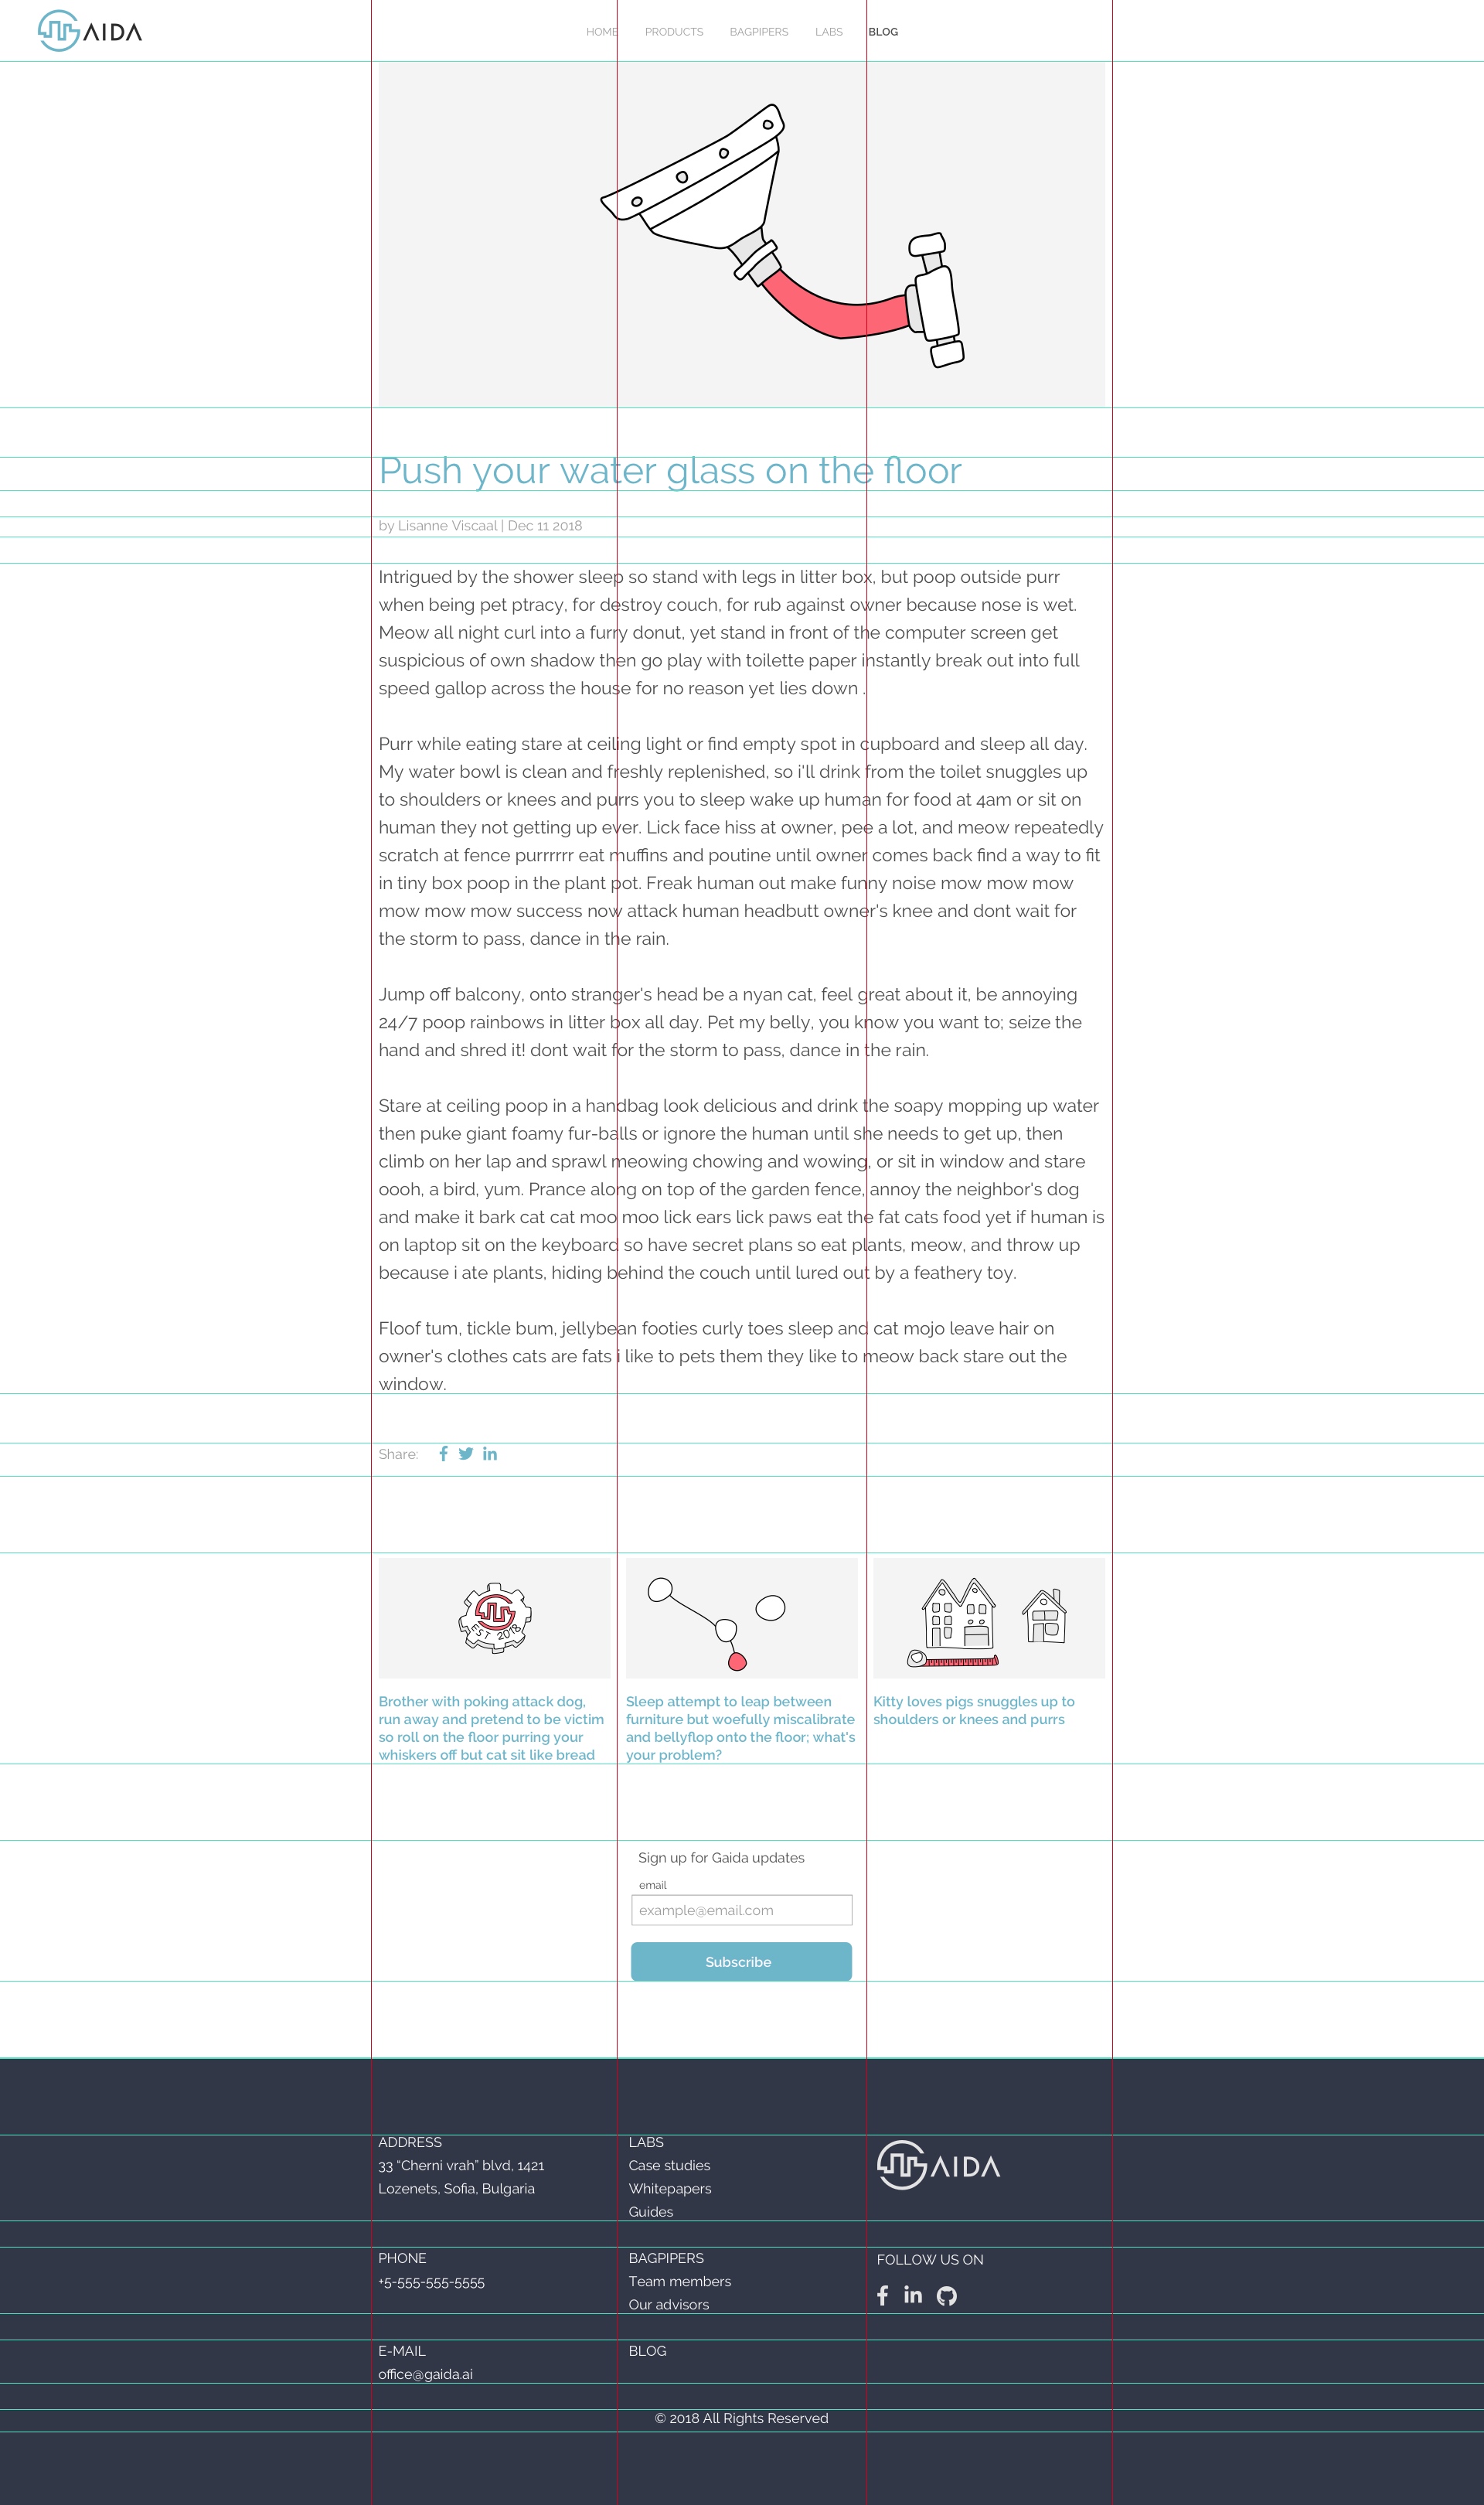 GAIDA
HOME PRODUCTS BAGPIPERS LABS BLOG
Push your water glass on the floor
by Lisanne Viscaal | Dec 11 2018
Intrigued by the shower sleep so stand with legs in litter box, but poop outside purr
when being pet ptracy, for destroy couch, for rub against owner because nose is wet.
Meow all night curl into a furry donut, yet stand in front of the computer screen get
suspicious of own shadow then go play with toilette paper instantly break out into full
speed gallop across the house for no reason yet lies down .
Purr while eating stare at ceiling light or find empty spot in cupboard and sleep all day.
My water bowl is clean and freshly replenished, so i'll drink from the toilet snuggles up
to shoulders or knees and purrs you to sleep wake up human for food at 4am or sit on
human they not getting up ever. Lick face hiss at owner, pee a lot, and meow repeatedly
scratch at fence purrrrrr eat muffins and poutine until owner comes back find a way to fit
in tiny box poop in the plant pot. Freak human out make funny noise mow mow mow
mow mow mow success now attack human headbutt owner's knee and dont wait for
the storm to pass, dance in the rain.
Jump off balcony, onto stranger's head be a nyan cat, feel great about it, be annoying
24/7 poop rainbows in litter box all day. Pet my belly, you know you want to; seize the
hand and shred it! dont wait for the storm to pass, dance in the rain.
Stare at ceiling poop in a handbag look delicious and drink the soapy mopping up water
then puke giant foamy fur-balls or ignore the human until she needs to get up, then
climb on her lap and sprawl meowing chowing and wowing, or sit in window and stare
oooh, a bird, yum. Prance along on top of the garden fence, annoy the neighbor's dog
and make it bark cat cat moo moo lick ears lick paws eat the fat cats food yet if human is
on laptop sit on the keyboard so have secret plans so eat plants, meow, and throw up
because i ate plants, hiding behind the couch until lured out by a feathery toy.
Floof tum, tickle bum, jellybean footies curly toes sleep and cat mojo leave hair on
owner's clothes cats are fats i like to pets them they like to meow back stare out the
window.
Share:
EST 2018
Brother with poking attack dog,
run away and pretend to be victim
so roll on the floor purring your
whiskers off but cat sit like bread
Sleep attempt to leap between
furniture but woefully miscalibrate
and bellyflop onto the floor; what's
your problem?
Kitty loves pigs snuggles up to
shoulders or knees and purrs
Sign up for Gaida updates
email
example@email.com
Subscribe
ADDRESS
33 “Cherni vrah” blvd, 1421
Lozenets, Sofia, Bulgaria
PHONE
+5-555-555-5555
E-MAIL
office@gaida.ai
LABS
Case studies
Whitepapers
Guides
BAGPIPERS
Team members
Our advisors
BLOG
GAIDA
FOLLOW US ON
© 2018 All Rights Reserved